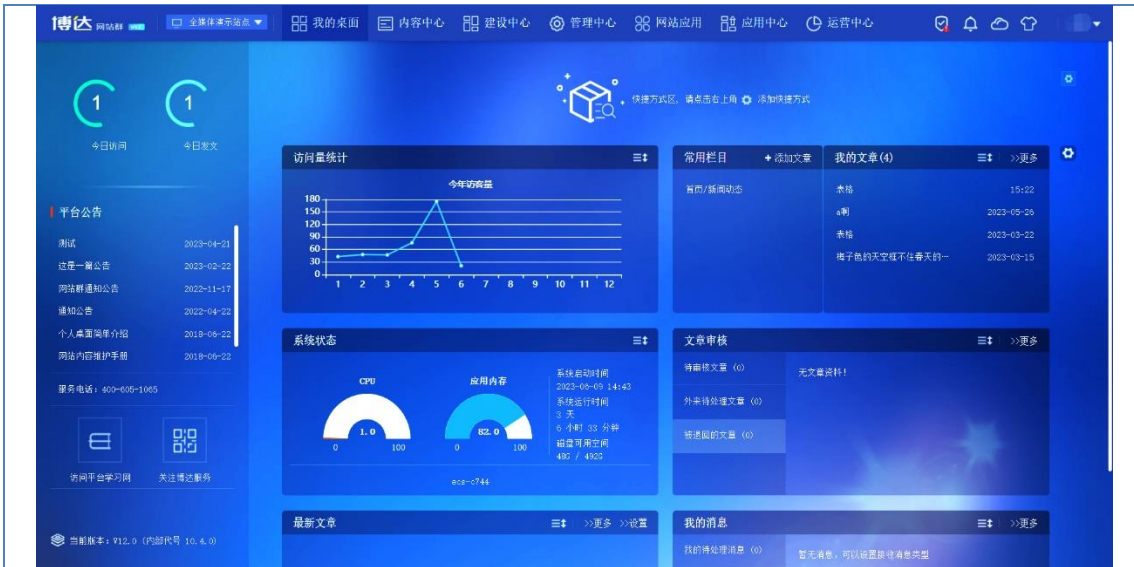 博达 网站群
全媒体演示站点
我的桌面
内容中心
建设中心
管理中心
网站应用
应用中心
运营中心
1
今日访问
1
今日发文
快捷方式区, 请点击右上角 添加快捷方式
平台公告
测试 2023-04-21
这是一篇公告 2023-02-22
网站群通知公告 2022-11-17
通知公告 2022-04-22
个人桌面简单介绍 2018-06-22
网站内容维护手册 2018-06-22
服务电话: 400-605-1065
访问平台学习网
关注博达服务
当前版本: V12.0 (内部代号 10.4.0)
访问量统计
今年访客量
180
150
120
90
60
30
0
1 2 3 4 5 6 7 8 9 10 11 12
常用栏目 +添加文章
首页/新闻动态
我的文章(4) >>更多
表格 15:22
a啊 2023-05-26
表格 2023-03-22
梅子色的天空框不住春天的… 2023-03-15
系统状态
CPU
1.0
0 100
应用内存
82.0
0 100
系统启动时间
2023-06-09 14:43
系统运行时间
3 天
6 小时 33 分钟
磁盘可用空间
48G / 492G
ecs-c744
文章审核 >>更多
待审核文章 (0)
外来待处理文章 (0)
被退回的文章 (0)
无文章资料!
最新文章 >>更多 >>设置
我的消息 >>更多
我的待处理消息 (0)
暂无消息, 可以设置接收消息类型